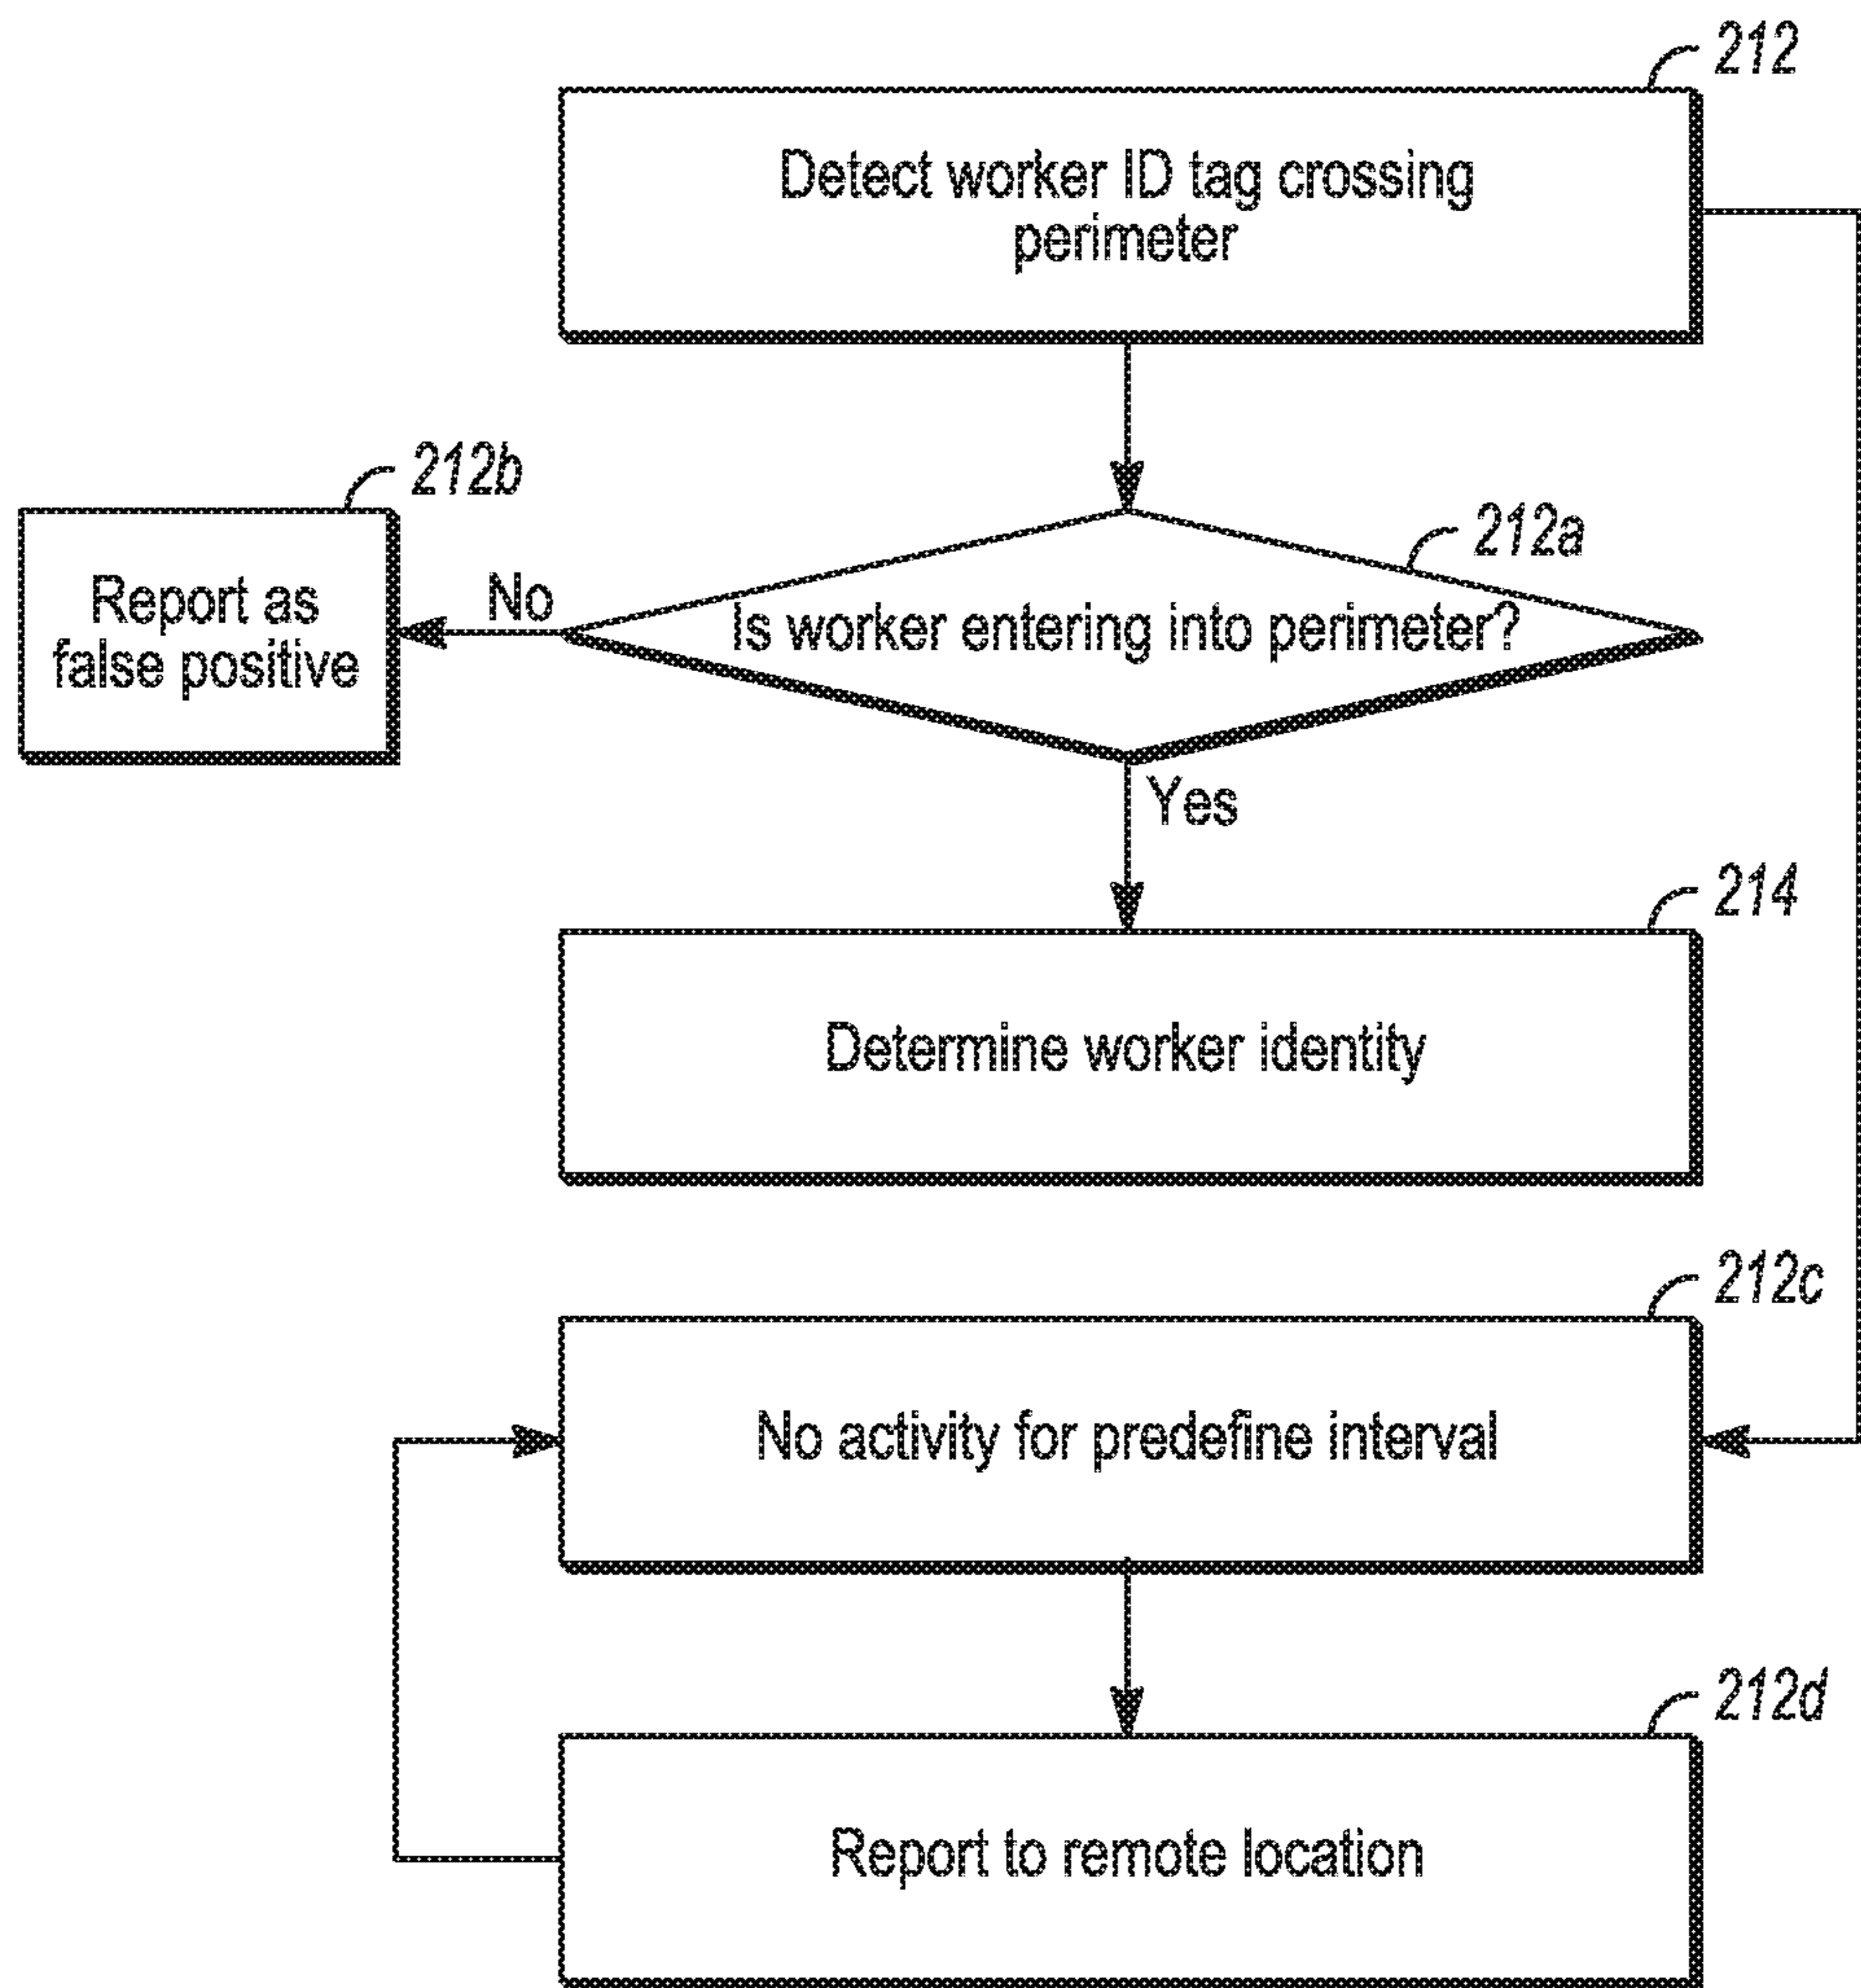 212
Detect worker ID tag crossing
perimeter
212b
212a
Report as
false positive
No
Is worker entering into perimeter?
Yes
214
Determine worker identity
212c
No activity for predefine interval
212d
Report to remote location